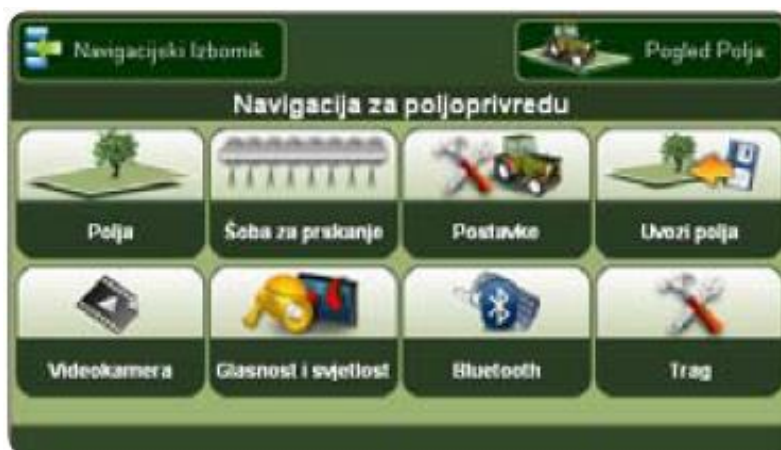 Navigacijski Izbornik
Pogled Polja
Navigacija za poljoprivredu
Polja
Šoba za prskanje
Postavke
Uvozi polja
Videokamera
Glasnost i svjetlost
Bluetooth
Trag